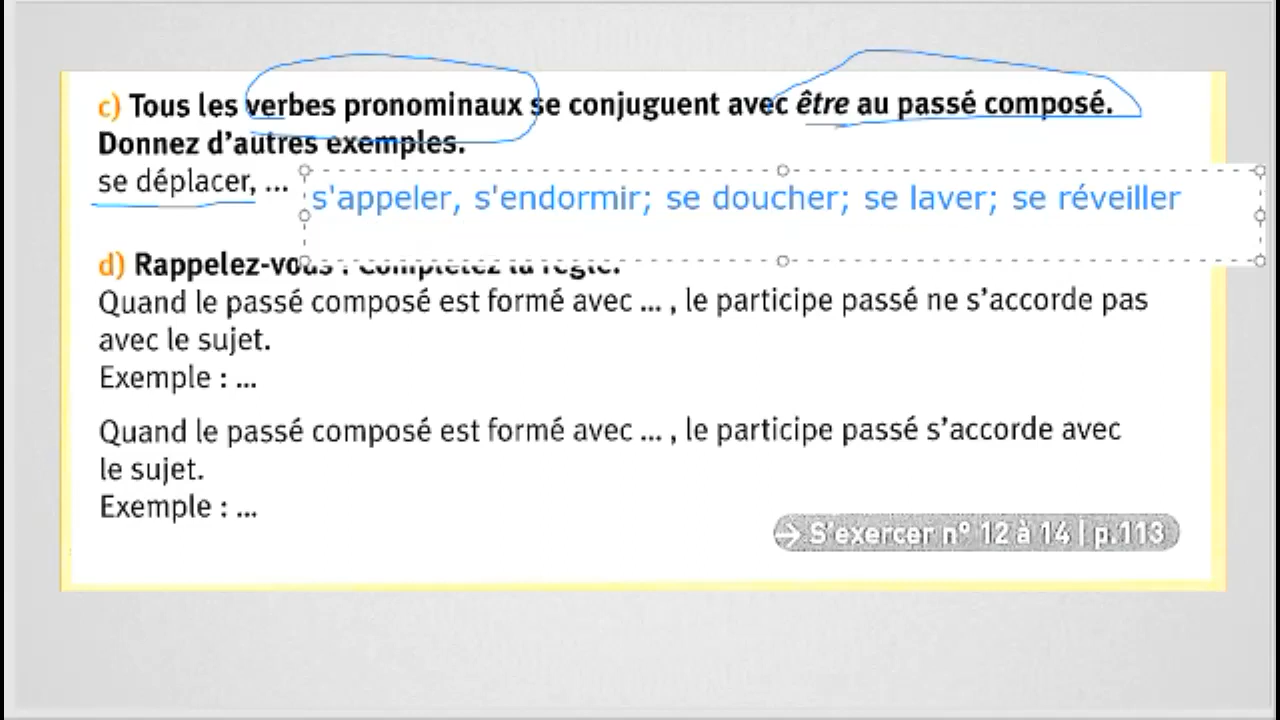 c) Tous les verbes pronominaux se conjuguent avec être au passé composé.
Donnez d'autres exemples.
se déplacer, ...
s'appeler, s'endormir; se doucher; se laver; se réveiller
d) Rappelez-vous : Complétez la règle.
Quand le passé composé est formé avec ... , le participe passé ne s'accorde pas
avec le sujet.
Exemple : ...
Quand le passé composé est formé avec ... , le participe passé s'accorde avec
le sujet.
Exemple : ...
→ S'exercer n° 12 à 14 | p.113